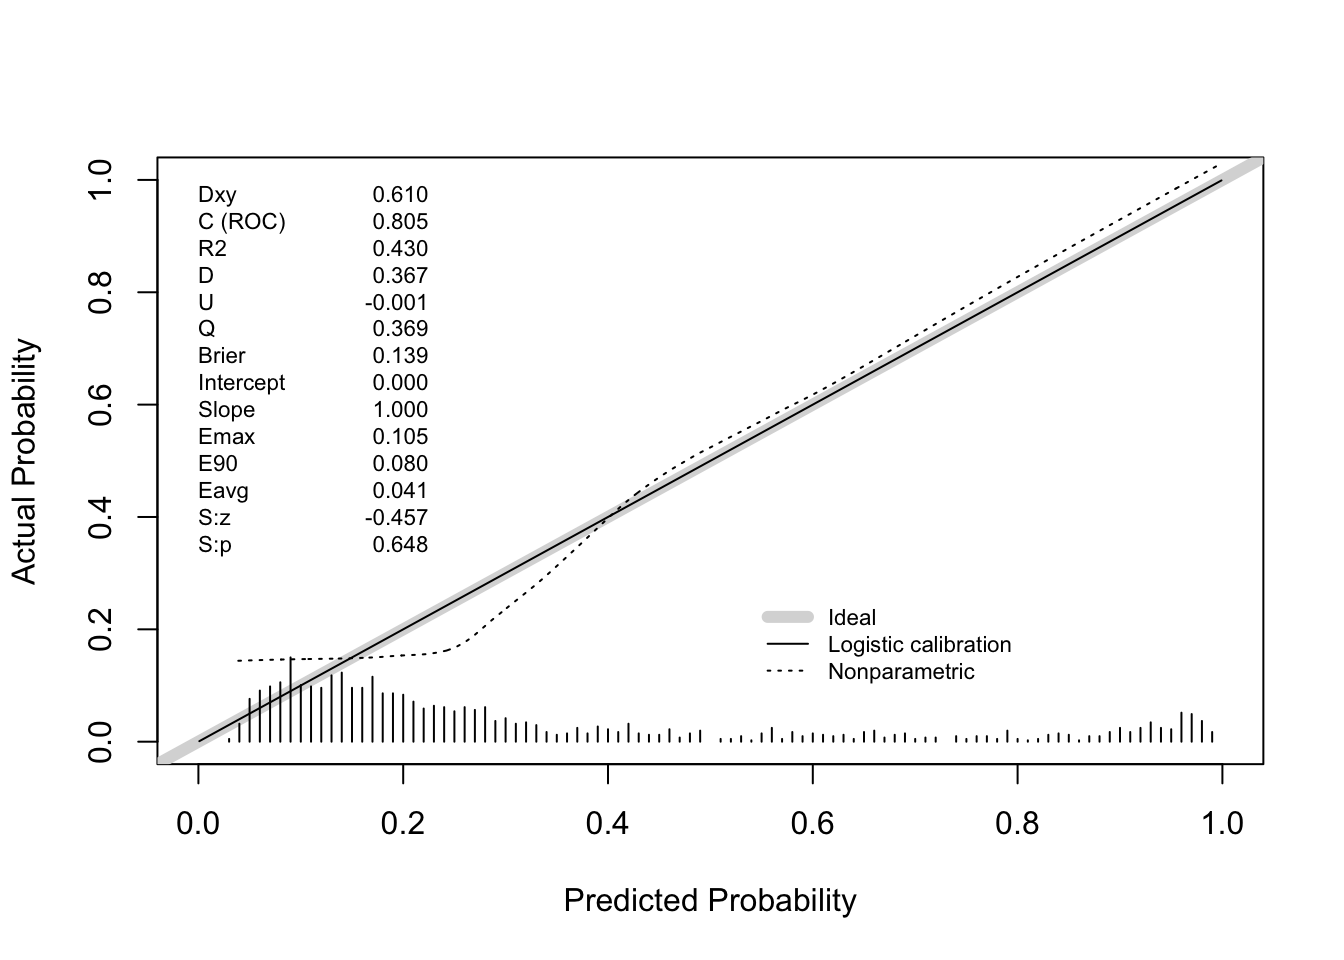 Dxy 0.610
C (ROC) 0.805
R2 0.430
D 0.367
U -0.001
Q 0.369
Brier 0.139
Intercept 0.000
Slope 1.000
Emax 0.105
E90 0.080
Eavg 0.041
S:z -0.457
S:p 0.648
Actual Probability
1.0
0.8
0.6
0.4
0.2
0.0
Ideal
Logistic calibration
Nonparametric
0.0 0.2 0.4 0.6 0.8 1.0
Predicted Probability